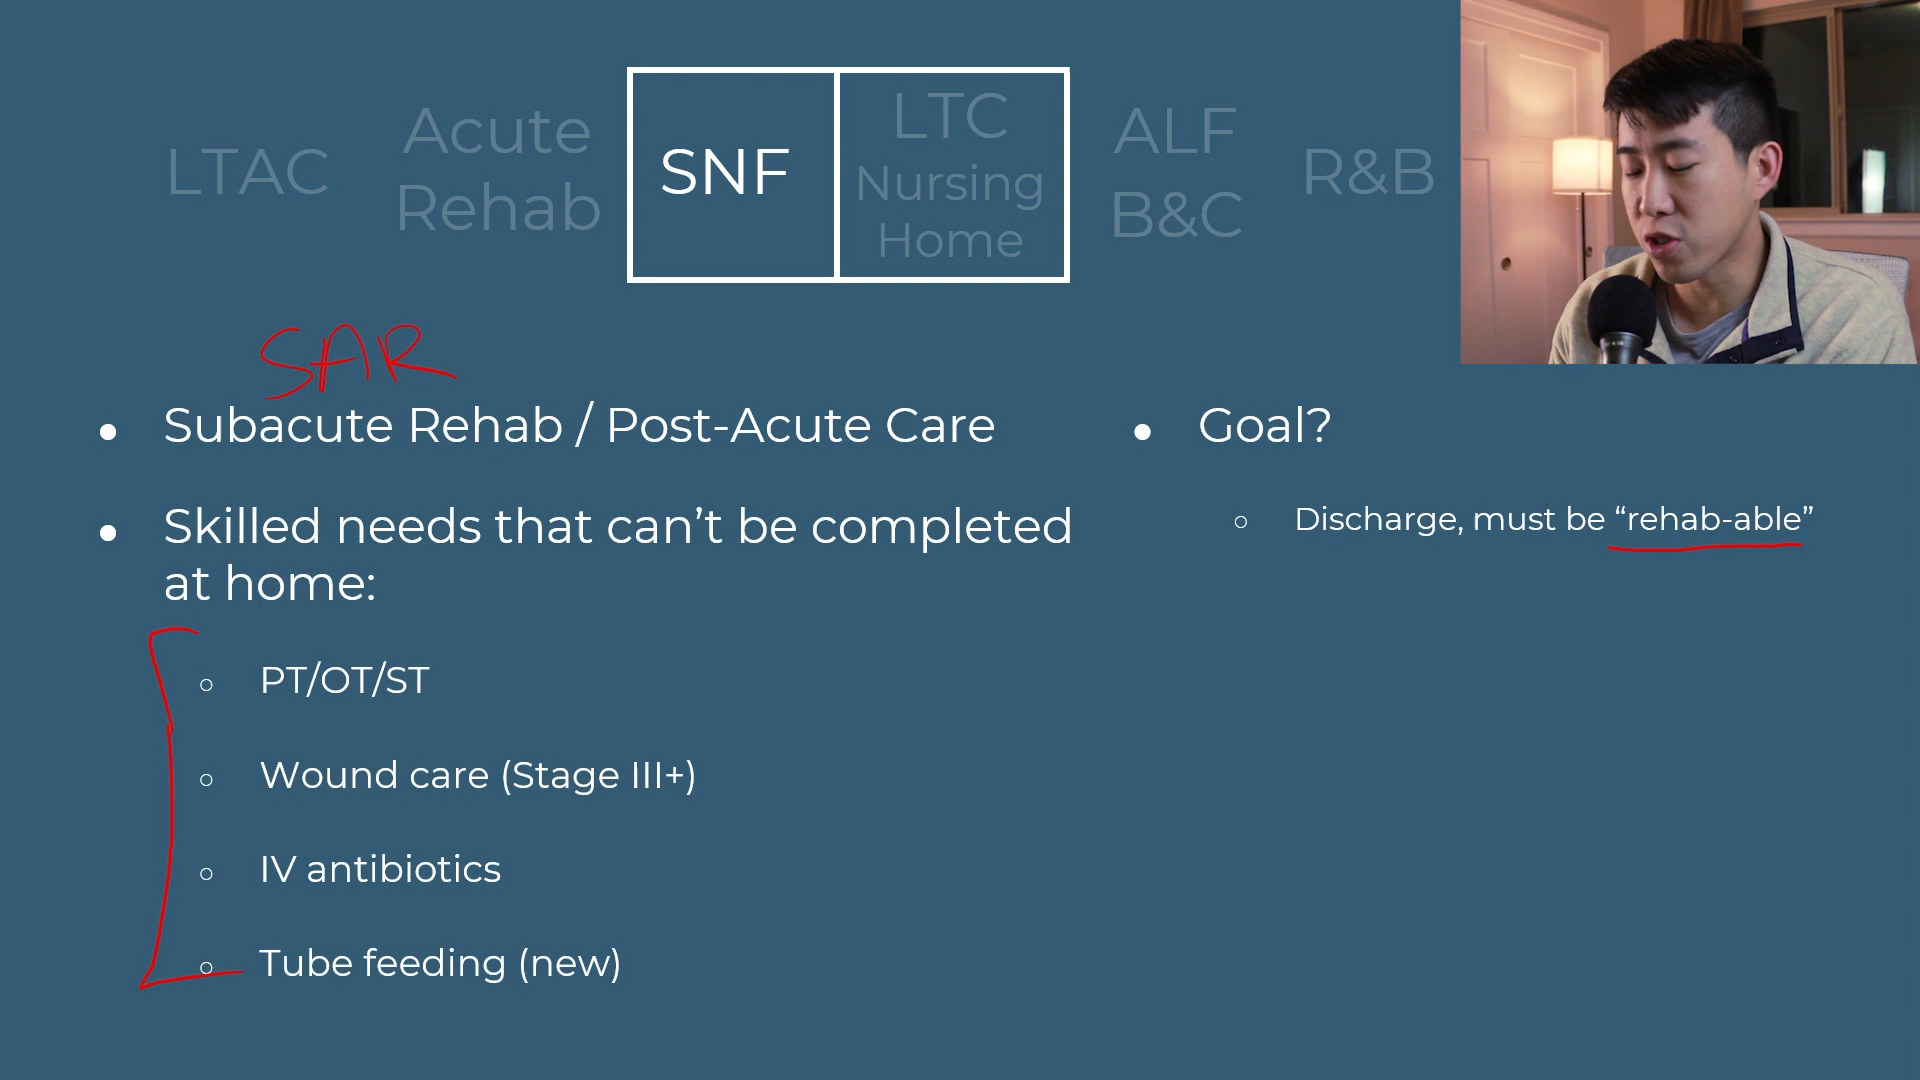 LTAC
Acute
Rehab
SNF
LTC
Nursing
Home
ALF
B&C
R&B
SAR
• Subacute Rehab / Post-Acute Care
• Skilled needs that can’t be completed
at home:
○ PT/OT/ST
○ Wound care (Stage III+)
○ IV antibiotics
○ Tube feeding (new)
• Goal?
○ Discharge, must be “rehab-able”